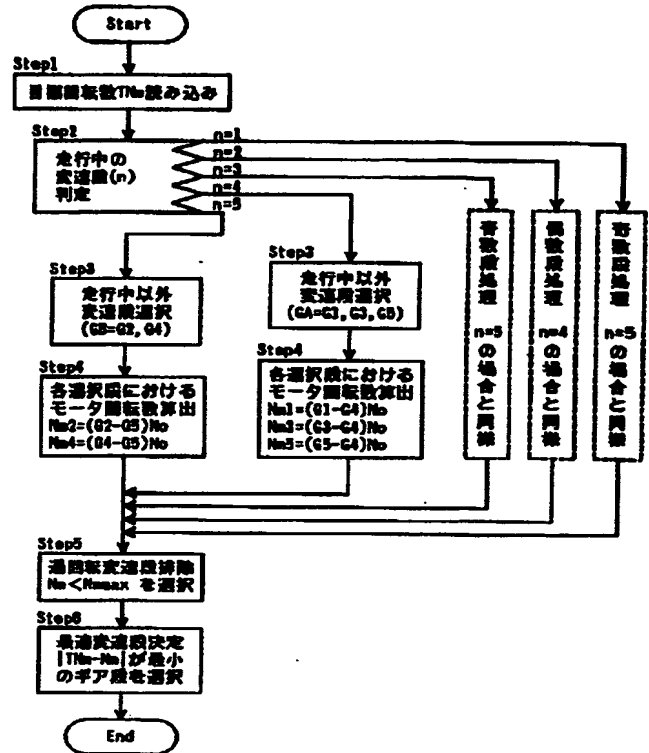 Start
Step1
目標回転数TNm読み込み
Step2
走行中の
変速段(n)
判定
n=1
n=2
n=3
n=4
n=5
Step3
走行中以外
変速段選択
(GB=G2,G4)
Step4
各選択段における
モータ回転数算出
Nm2=(G2-G5)No
Nm4=(G4-G5)No
Step3
走行中以外
変速段選択
(GA=G1,G3,G5)
Step4
各選択段における
モータ回転数算出
Nm1=(G1-G4)No
Nm3=(G3-G4)No
Nm5=(G5-G4)No
奇数段処理 n=5の場合と同様
偶数段処理 n=4の場合と同様
奇数段処理 n=5の場合と同様
Step5
過回転変速段排除
Nm<Nmmax を選択
Step6
最適変速段決定
|TNm-Nm|が最小
のギア段を選択
End